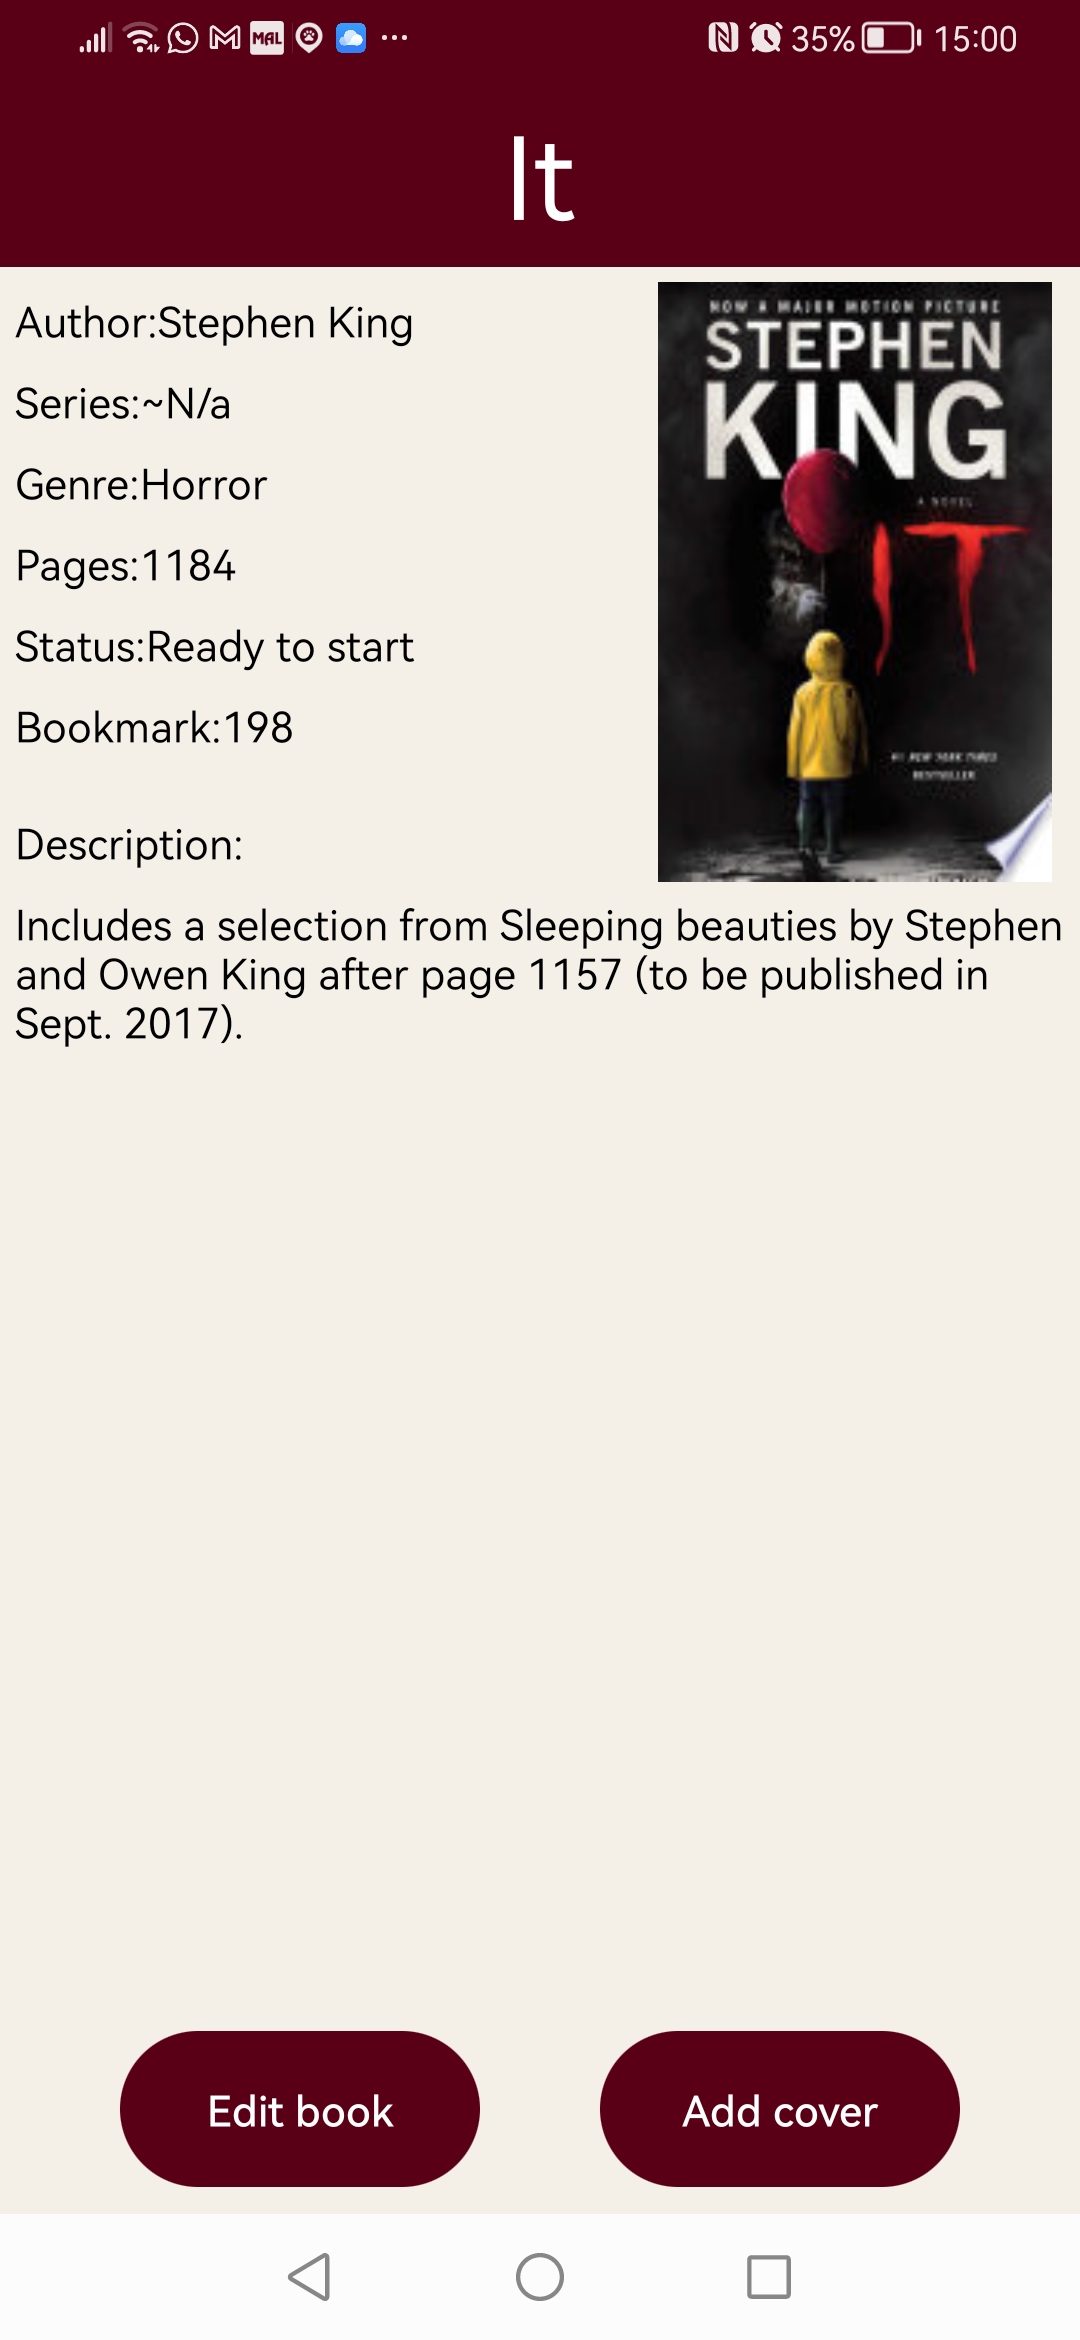 MAL
35%
15:00
It
Author:Stephen King
Series:~N/a
Genre:Horror
Pages:1184
Status:Ready to start
Bookmark:198
NOW A MAJOR MOTION PICTURE
STEPHEN
KING
A NOVEL
IT
#1 NEW YORK TIMES
BESTSELLER
Description:
Includes a selection from Sleeping beauties by Stephen
and Owen King after page 1157 (to be published in
Sept. 2017).
Edit book
Add cover